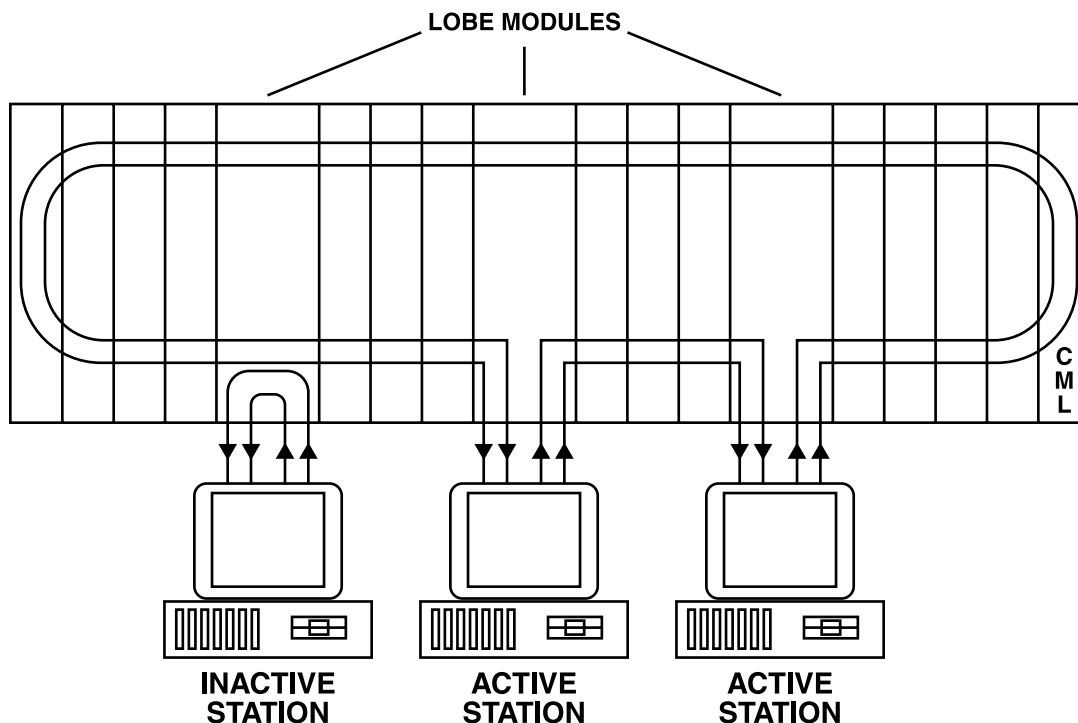 LOBE MODULES
C
M
L
INACTIVE
STATION
ACTIVE
STATION
ACTIVE
STATION